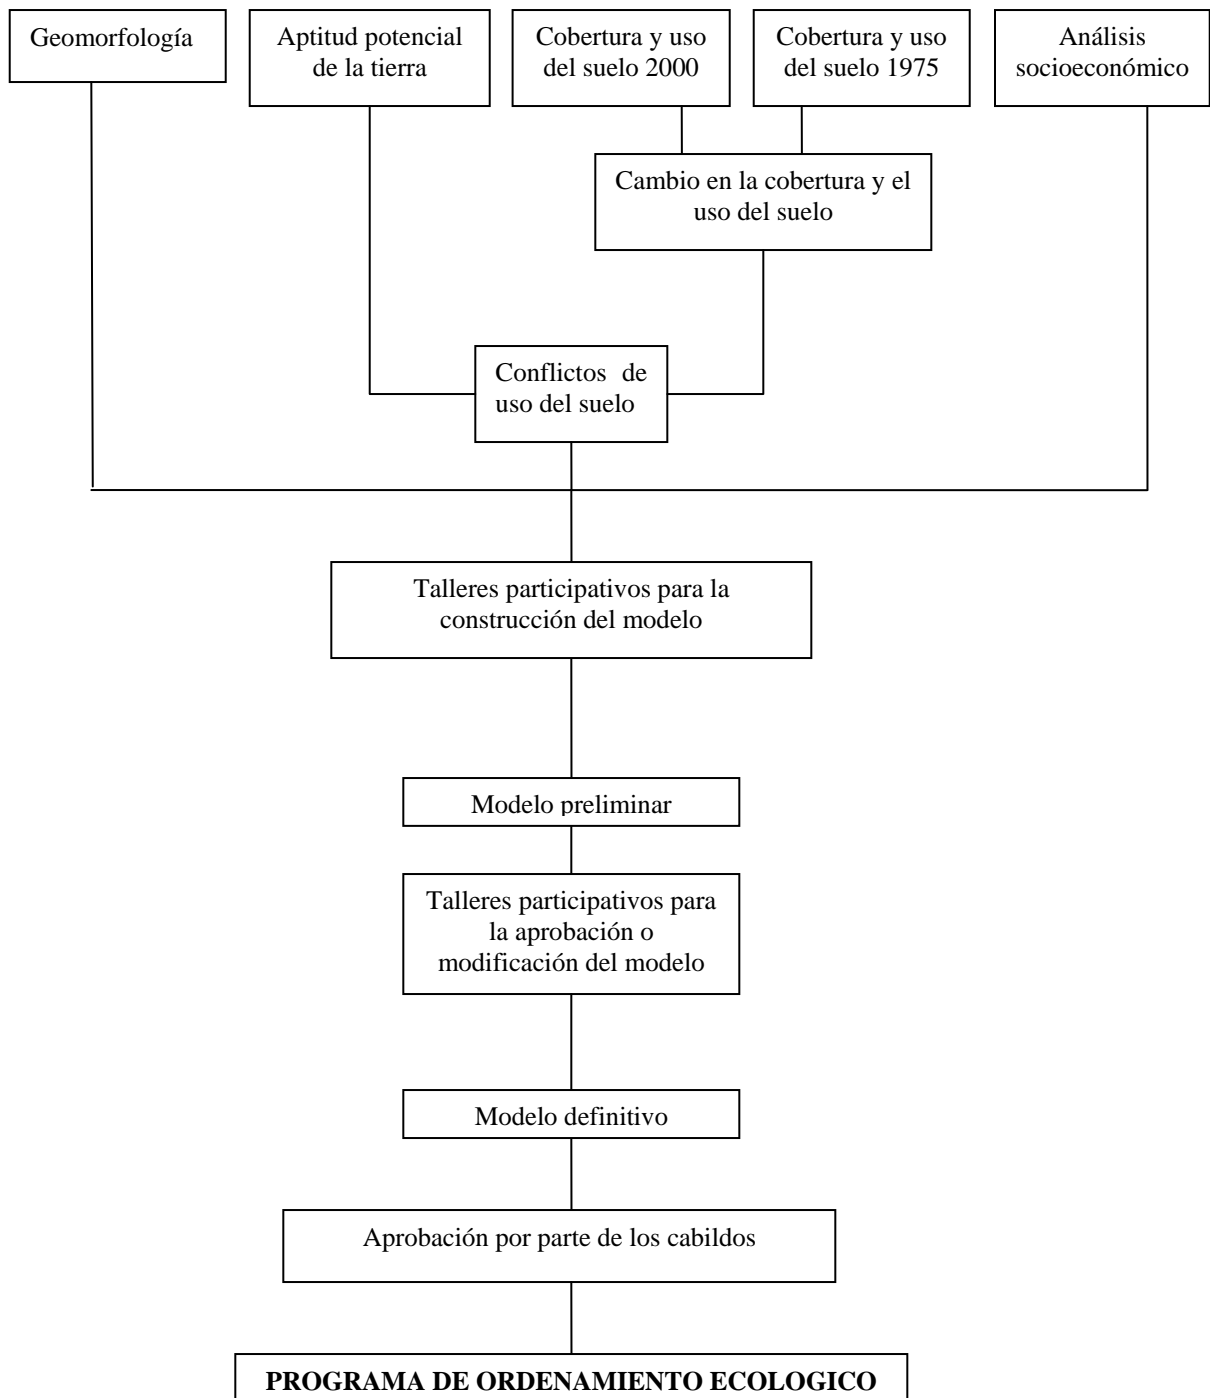 Geomorfología
Aptitud potencial
de la tierra
Cobertura y uso
del suelo 2000
Cobertura y uso
del suelo 1975
Análisis
socioeconómico
Cambio en la cobertura y el
uso del suelo
Conflictos de
uso del suelo
Talleres participativos para la
construcción del modelo
Modelo preliminar
Talleres participativos para
la aprobación o
modificación del modelo
Modelo definitivo
Aprobación por parte de los cabildos
PROGRAMA DE ORDENAMIENTO ECOLOGICO